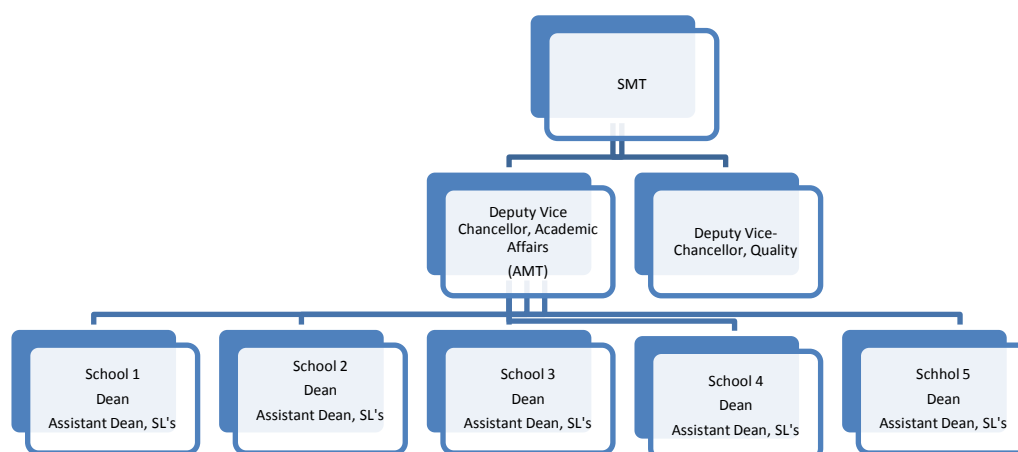 SMT
Deputy Vice
Chancellor, Academic
Affairs
(AMT)
Deputy Vice-
Chancellor, Quality
School 1
Dean
Assistant Dean, SL's
School 2
Dean
Assistant Dean, SL's
School 3
Dean
Assistant Dean, SL's
School 4
Dean
Assistant Dean, SL's
Schhol 5
Dean
Assistant Dean, SL's